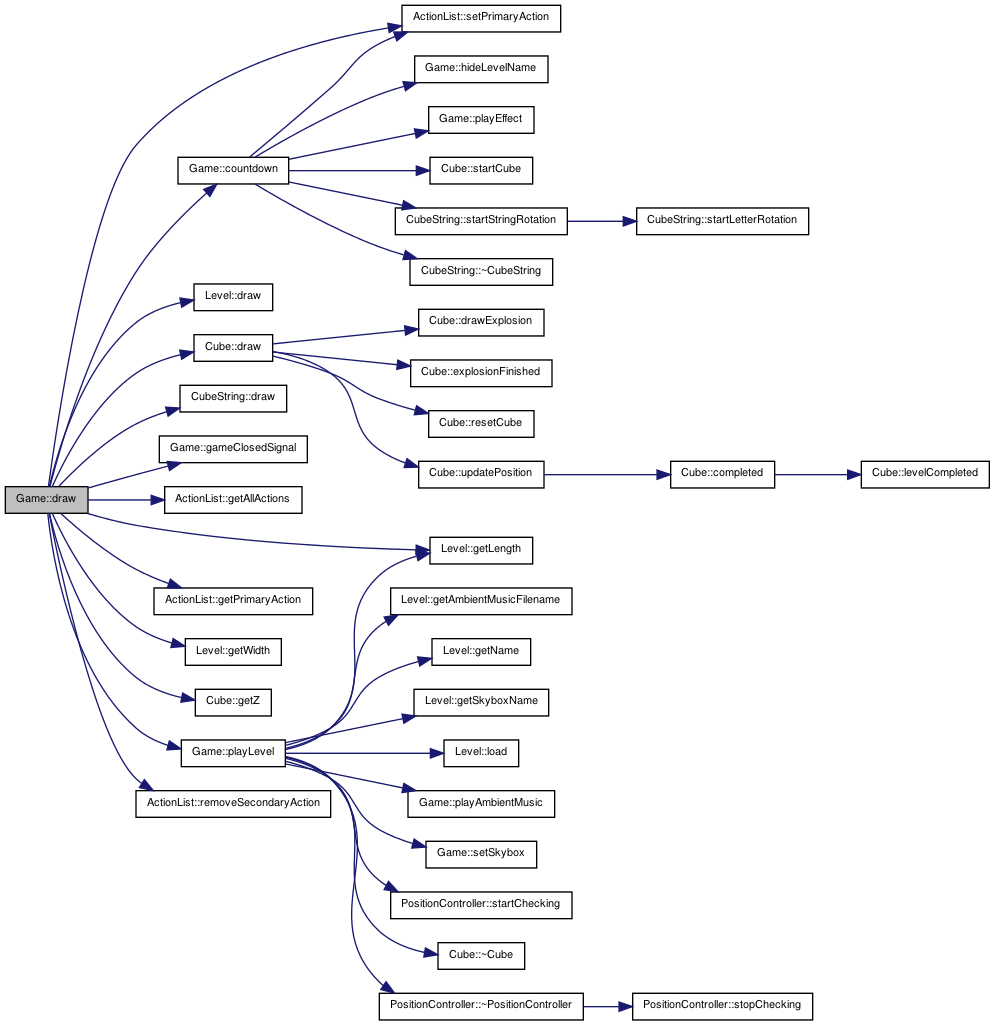 ActionList::setPrimaryAction
Game::hideLevelName
Game::playEffect
Game::countdown
Cube::startCube
CubeString::startStringRotation
CubeString::startLetterRotation
CubeString::~CubeString
Level::draw
Cube::drawExplosion
Cube::draw
Cube::explosionFinished
CubeString::draw
Cube::resetCube
Game::gameClosedSignal
Cube::updatePosition
Cube::completed
Cube::levelCompleted
Game::draw
ActionList::getAllActions
Level::getLength
ActionList::getPrimaryAction
Level::getAmbientMusicFilename
Level::getWidth
Level::getName
Cube::getZ
Level::getSkyboxName
Game::playLevel
Level::load
ActionList::removeSecondaryAction
Game::playAmbientMusic
Game::setSkybox
PositionController::startChecking
Cube::~Cube
PositionController::~PositionController
PositionController::stopChecking